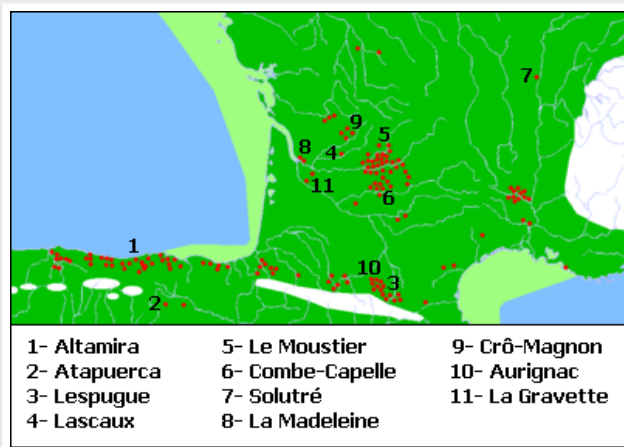 7
9
5
8
4
11
6
1
10
3
2
1- Altamira
2- Atapuerca
3- Lespugue
4- Lascaux
5- Le Moustier
6- Combe-Capelle
7- Solutré
8- La Madeleine
9- Crô-Magnon
10- Aurignac
11- La Gravette